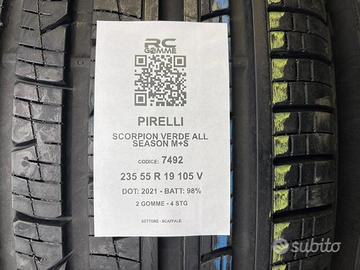 RC
GOMME
PIRELLI
SCORPION VERDE ALL
SEASON M+S
CODICE: 7492
235 55 R 19 105 V
DOT: 2021 - BATT: 98%
2 GOMME - 4 STG
SETTORE: - SCAFFALE:
subito